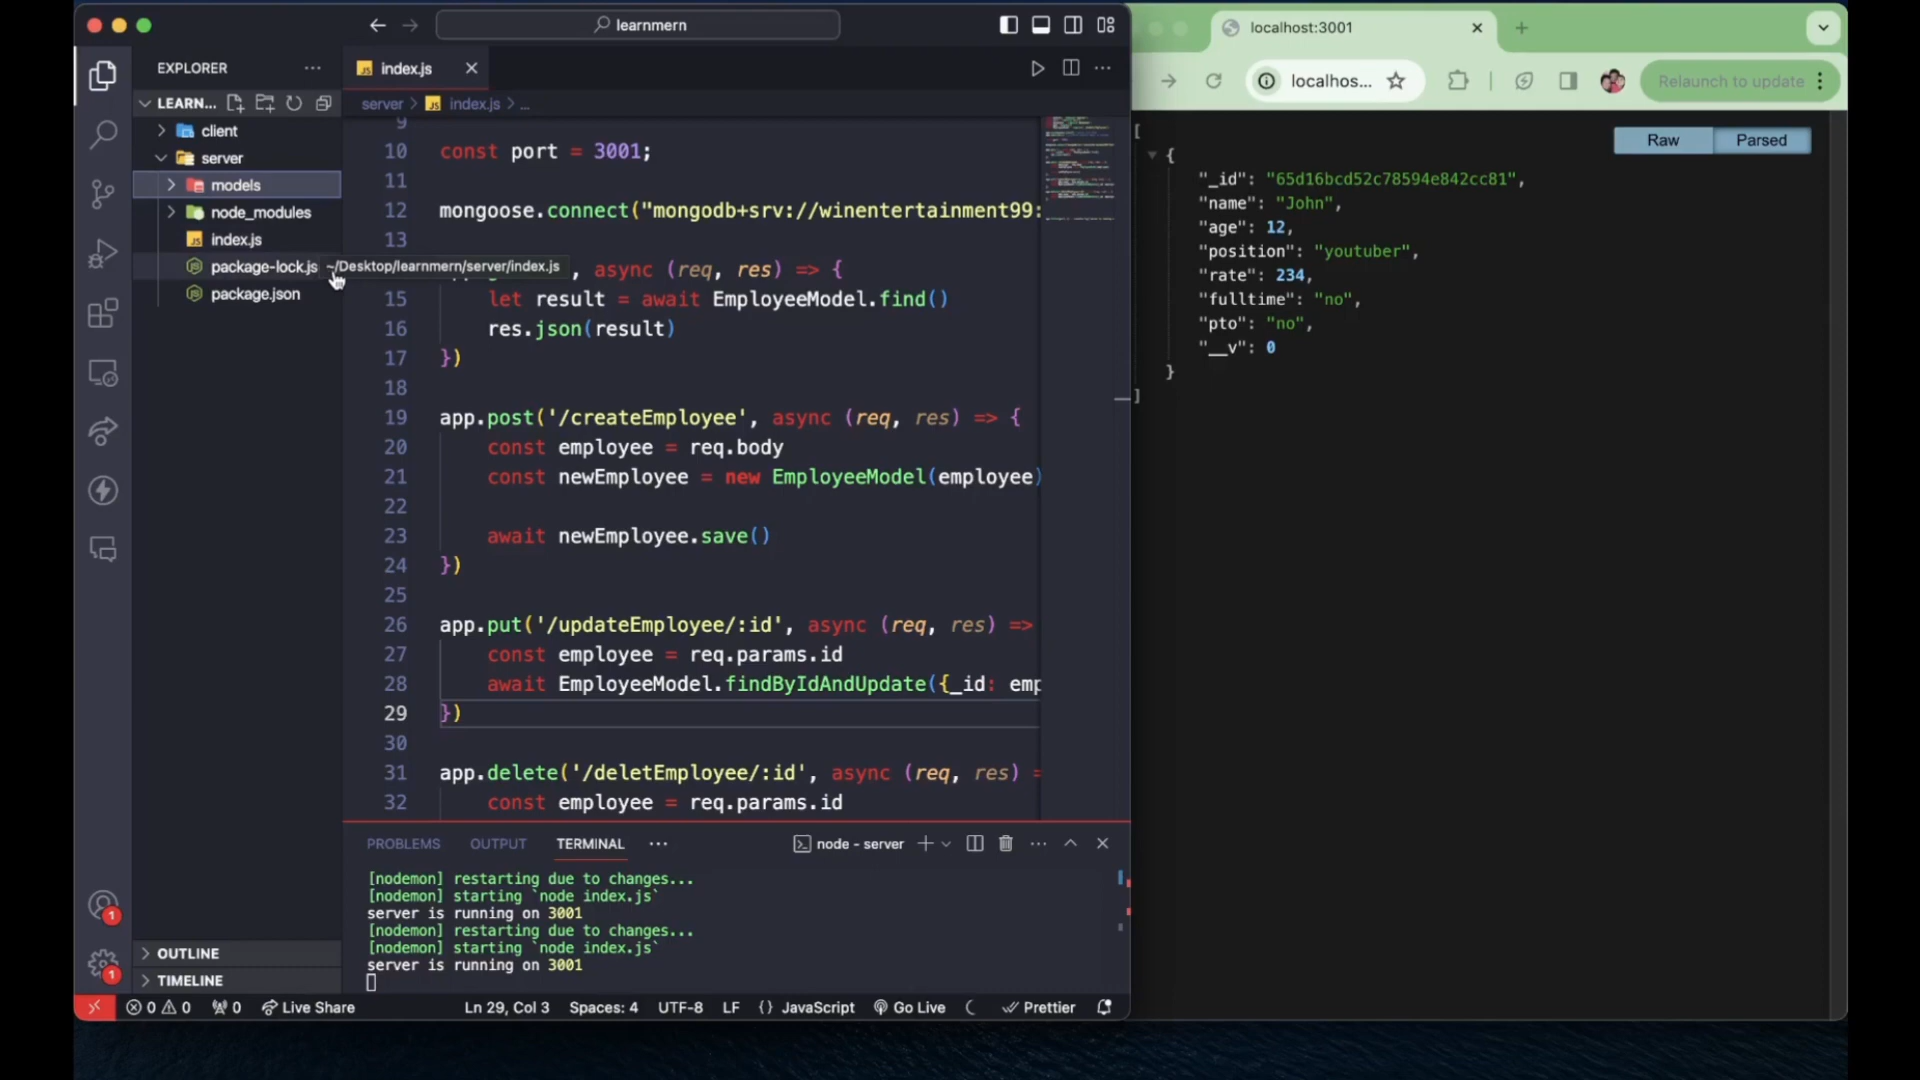 learnmern
EXPLORER
LEARN...
client
server
models
node_modules
index.js
package-lock.js
package.json
OUTLINE
TIMELINE
index.js
server > index.js > ...
~/Desktop/learnmern/server/index.js
9
10 const port = 3001;
11
12 mongoose.connect("mongodb+srv://winentertainment99:
13
, async (req, res) => {
15 let result = await EmployeeModel.find()
16 res.json(result)
17 })
18
19 app.post('/createEmployee', async (req, res) => {
20 const employee = req.body
21 const newEmployee = new EmployeeModel(employee)
22
23 await newEmployee.save()
24 })
25
26 app.put('/updateEmployee/:id', async (req, res) =>
27 const employee = req.params.id
28 await EmployeeModel.findByIdAndUpdate({_id: emp
29 })
30
31 app.delete('/deletEmployee/:id', async (req, res) =
32 const employee = req.params.id
PROBLEMS OUTPUT TERMINAL ... node - server
[nodemon] restarting due to changes...
[nodemon] starting `node index.js`
server is running on 3001
[nodemon] restarting due to changes...
[nodemon] starting `node index.js`
server is running on 3001
1
1
0 0 0 Live Share Ln 29, Col 3 Spaces: 4 UTF-8 LF {} JavaScript Go Live Prettier
localhost:3001
localhos... Relaunch to update
Raw Parsed
[
{
"_id": "65d16bcd52c78594e842cc81",
"name": "John",
"age": 12,
"position": "youtuber",
"rate": 234,
"fulltime": "no",
"pto": "no",
"__v": 0
}
]